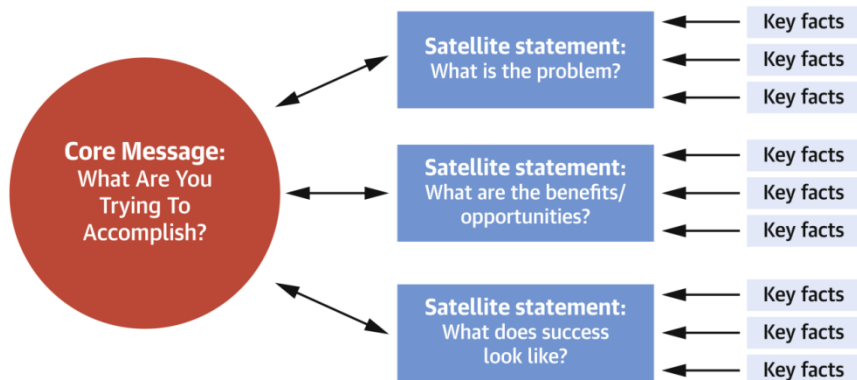 Core Message:
What Are You
Trying To
Accomplish?
Satellite statement:
What is the problem?
Key facts
Key facts
Key facts
Satellite statement:
What are the benefits/
opportunities?
Key facts
Key facts
Key facts
Satellite statement:
What does success
look like?
Key facts
Key facts
Key facts